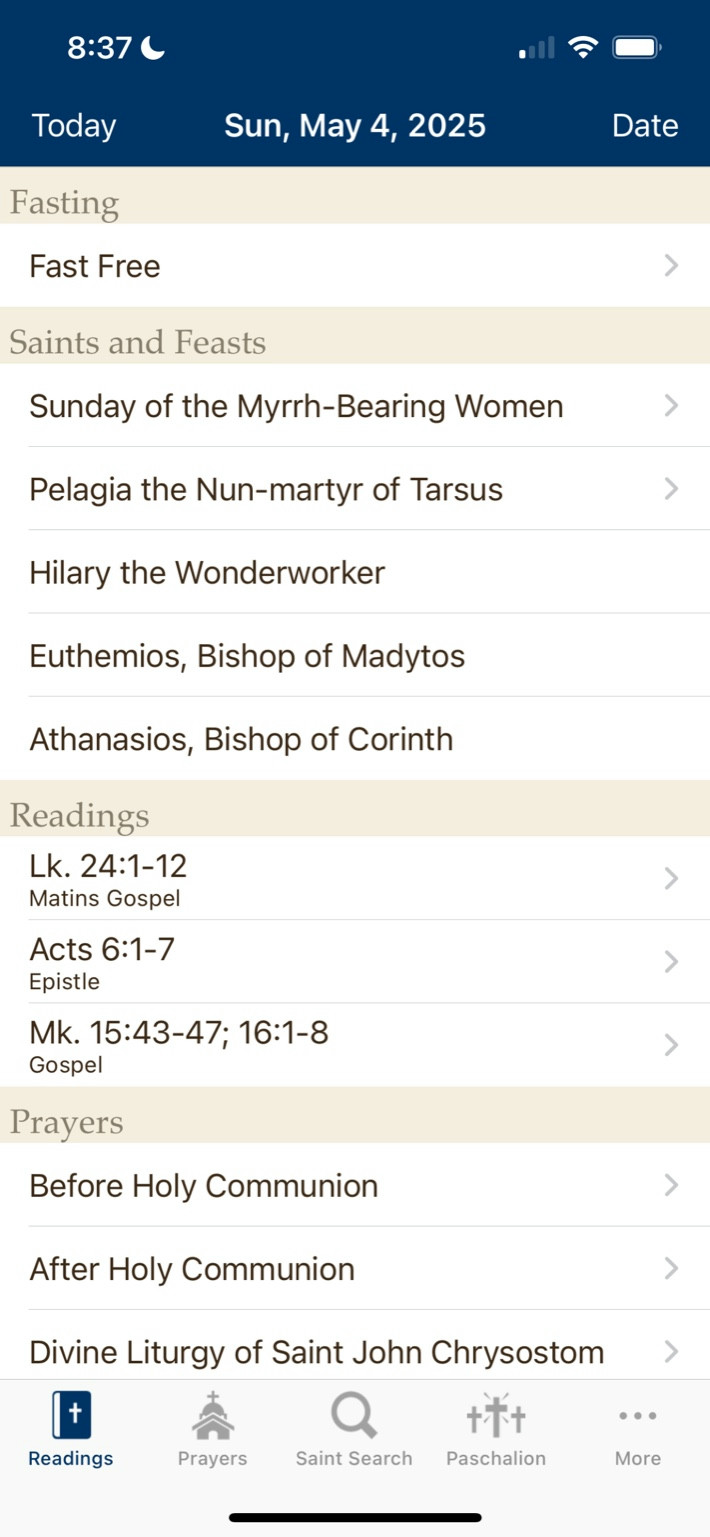 8:37
Today Sun, May 4, 2025 Date
Fasting
Fast Free
Saints and Feasts
Sunday of the Myrrh-Bearing Women
Pelagia the Nun-martyr of Tarsus
Hilary the Wonderworker
Euthemios, Bishop of Madytos
Athanasios, Bishop of Corinth
Readings
Lk. 24:1-12
Matins Gospel
Acts 6:1-7
Epistle
Mk. 15:43-47; 16:1-8
Gospel
Prayers
Before Holy Communion
After Holy Communion
Divine Liturgy of Saint John Chrysostom
Readings Prayers Saint Search Paschalion More